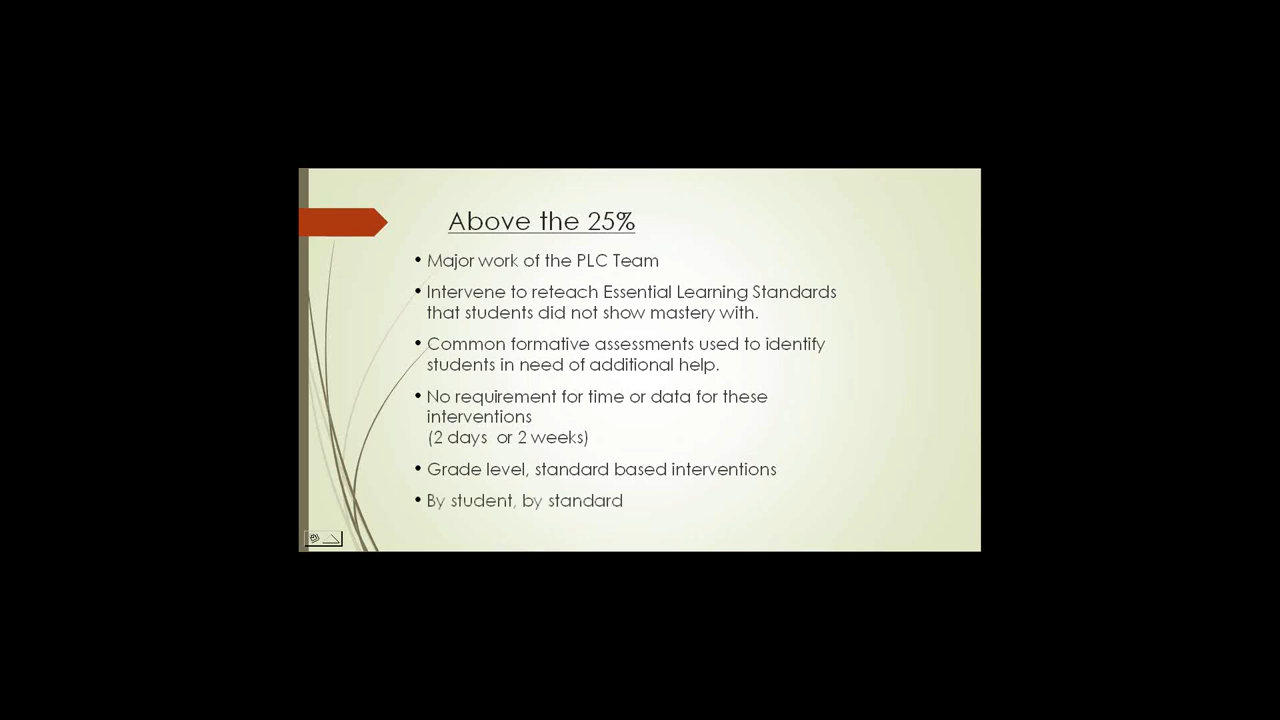 Above the 25%
• Major work of the PLC Team
• Intervene to reteach Essential Learning Standards
that students did not show mastery with.
• Common formative assessments used to identify
students in need of additional help.
• No requirement for time or data for these
interventions
(2 days or 2 weeks)
• Grade level, standard based interventions
• By student, by standard